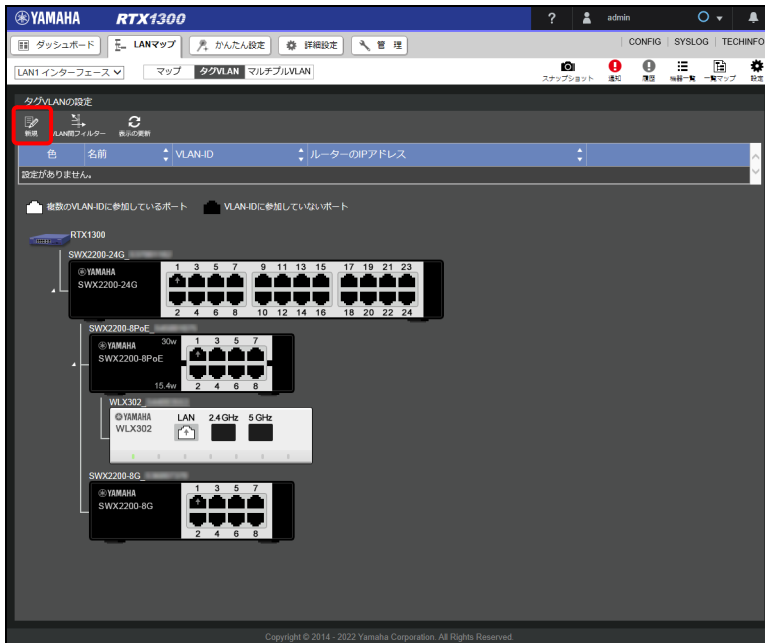 YAMAHA RTX1300 ? admin
ダッシュボード LANマップ かんたん設定 詳細設定 管 理 CONFIG SYSLOG TECHINFO
LAN1 インターフェース マップ タグVLAN マルチプルVLAN スナップショット 通知 履歴 機器一覧 一覧マップ 設定
タグVLANの設定
新規 VLAN間フィルター 表示の更新
色 名前 VLAN-ID ルーターのIPアドレス
設定がありません。
複数のVLAN-IDに参加しているポート VLAN-IDに参加していないポート
RTX1300
SWX2200-24G_
YAMAHA 1 3 5 7 9 11 13 15 17 19 21 23
SWX2200-24G
2 4 6 8 10 12 14 16 18 20 22 24
SWX2200-8PoE_
YAMAHA 30w 1 3 5 7
SWX2200-8PoE
15.4w 2 4 6 8
WLX302_
YAMAHA LAN 2.4 GHz 5 GHz
WLX302
SWX2200-8G_
YAMAHA 1 3 5 7
SWX2200-8G
2 4 6 8
Copyright © 2014 - 2022 Yamaha Corporation. All Rights Reserved.